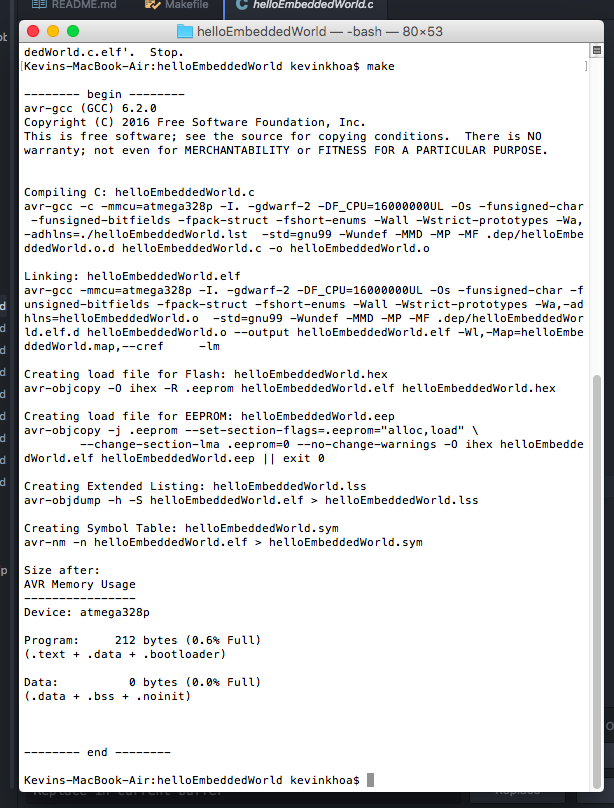 README.md Makefile helloEmbeddedWorld.c
helloEmbeddedWorld — -bash — 80×53
dedWorld.c.elf'.  Stop.
[Kevins-MacBook-Air:helloEmbeddedWorld kevinkhoa$ make ]
-------- begin --------
avr-gcc (GCC) 6.2.0
Copyright (C) 2016 Free Software Foundation, Inc.
This is free software; see the source for copying conditions.  There is NO
warranty; not even for MERCHANTABILITY or FITNESS FOR A PARTICULAR PURPOSE.
Compiling C: helloEmbeddedWorld.c
avr-gcc -c -mmcu=atmega328p -I. -gdwarf-2 -DF_CPU=16000000UL -Os -funsigned-char
 -funsigned-bitfields -fpack-struct -fshort-enums -Wall -Wstrict-prototypes -Wa,
-adhlns=./helloEmbeddedWorld.lst  -std=gnu99 -Wundef -MMD -MP -MF .dep/helloEmbe
ddedWorld.o.d helloEmbeddedWorld.c -o helloEmbeddedWorld.o
Linking: helloEmbeddedWorld.elf
avr-gcc -mmcu=atmega328p -I. -gdwarf-2 -DF_CPU=16000000UL -Os -funsigned-char -f
unsigned-bitfields -fpack-struct -fshort-enums -Wall -Wstrict-prototypes -Wa,-ad
hlns=helloEmbeddedWorld.o  -std=gnu99 -Wundef -MMD -MP -MF .dep/helloEmbeddedWor
ld.elf.d helloEmbeddedWorld.o --output helloEmbeddedWorld.elf -Wl,-Map=helloEmbe
ddedWorld.map,--cref     -lm
Creating load file for Flash: helloEmbeddedWorld.hex
avr-objcopy -O ihex -R .eeprom helloEmbeddedWorld.elf helloEmbeddedWorld.hex
Creating load file for EEPROM: helloEmbeddedWorld.eep
avr-objcopy -j .eeprom --set-section-flags=.eeprom="alloc,load" \
        --change-section-lma .eeprom=0 --no-change-warnings -O ihex helloEmbedde
dWorld.elf helloEmbeddedWorld.eep || exit 0
Creating Extended Listing: helloEmbeddedWorld.lss
avr-objdump -h -S helloEmbeddedWorld.elf > helloEmbeddedWorld.lss
Creating Symbol Table: helloEmbeddedWorld.sym
avr-nm -n helloEmbeddedWorld.elf > helloEmbeddedWorld.sym
Size after:
AVR Memory Usage
----------------
Device: atmega328p
Program:     212 bytes (0.6% Full)
(.text + .data + .bootloader)
Data:          0 bytes (0.0% Full)
(.data + .bss + .noinit)
-------- end --------
Kevins-MacBook-Air:helloEmbeddedWorld kevinkhoa$